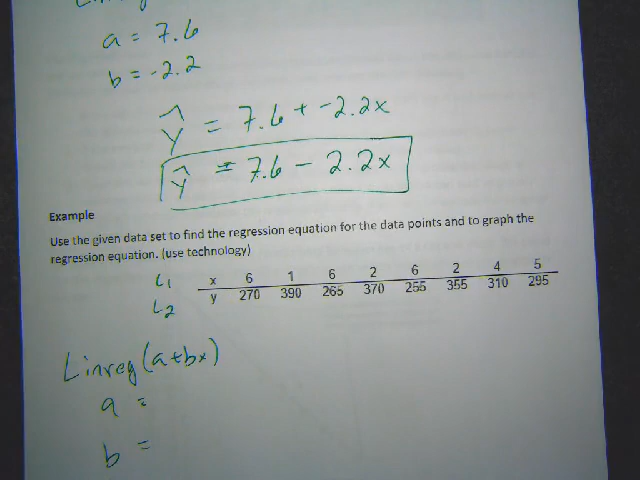 a = 7.6
b = -2.2
Ŷ = 7.6 + -2.2x
Ŷ = 7.6 - 2.2x
Example
Use the given data set to find the regression equation for the data points and to graph the
regression equation. (use technology)
L1 x 6 1 6 2 6 2 4 5
L2 y 270 390 265 370 255 355 310 295
Linreg(a+bx)
a =
b =